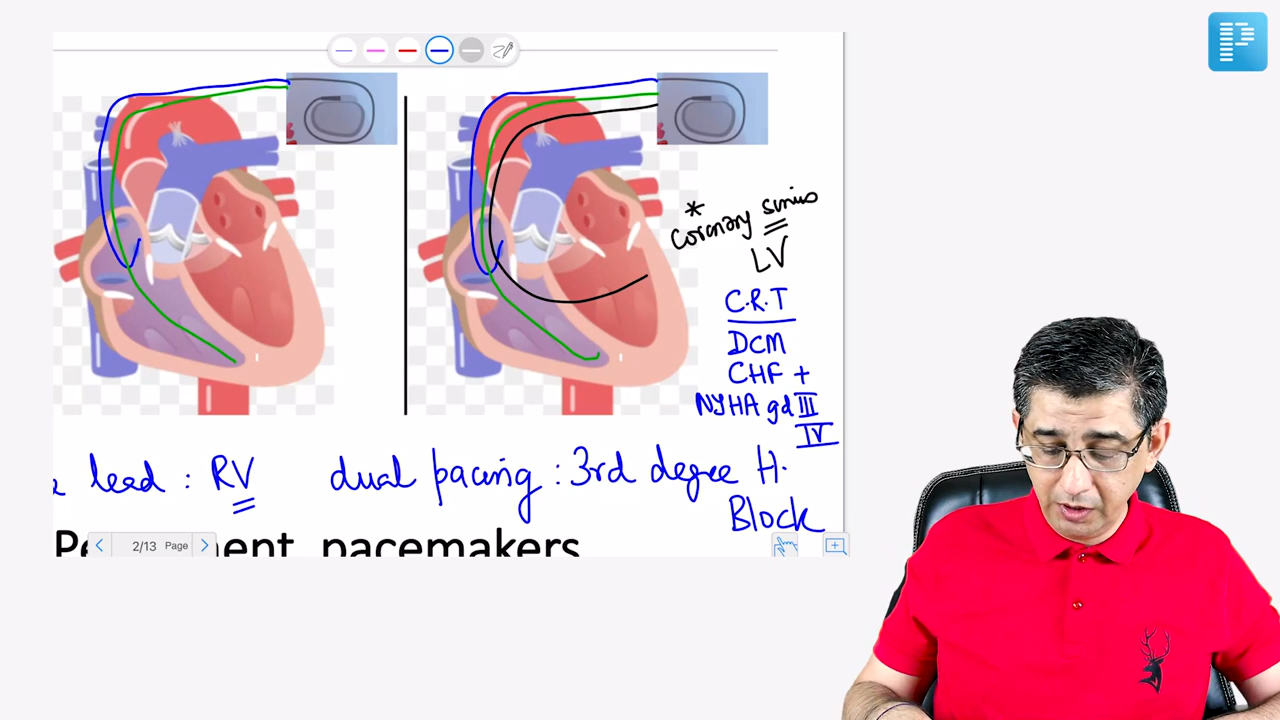 * 
Coronary sinus
LV
C.R.T
DCM
CHF +
NYHA gd III
IV
lead : RV
dual pacing : 3rd degree H.
Block
pacemakers
2/13 Page